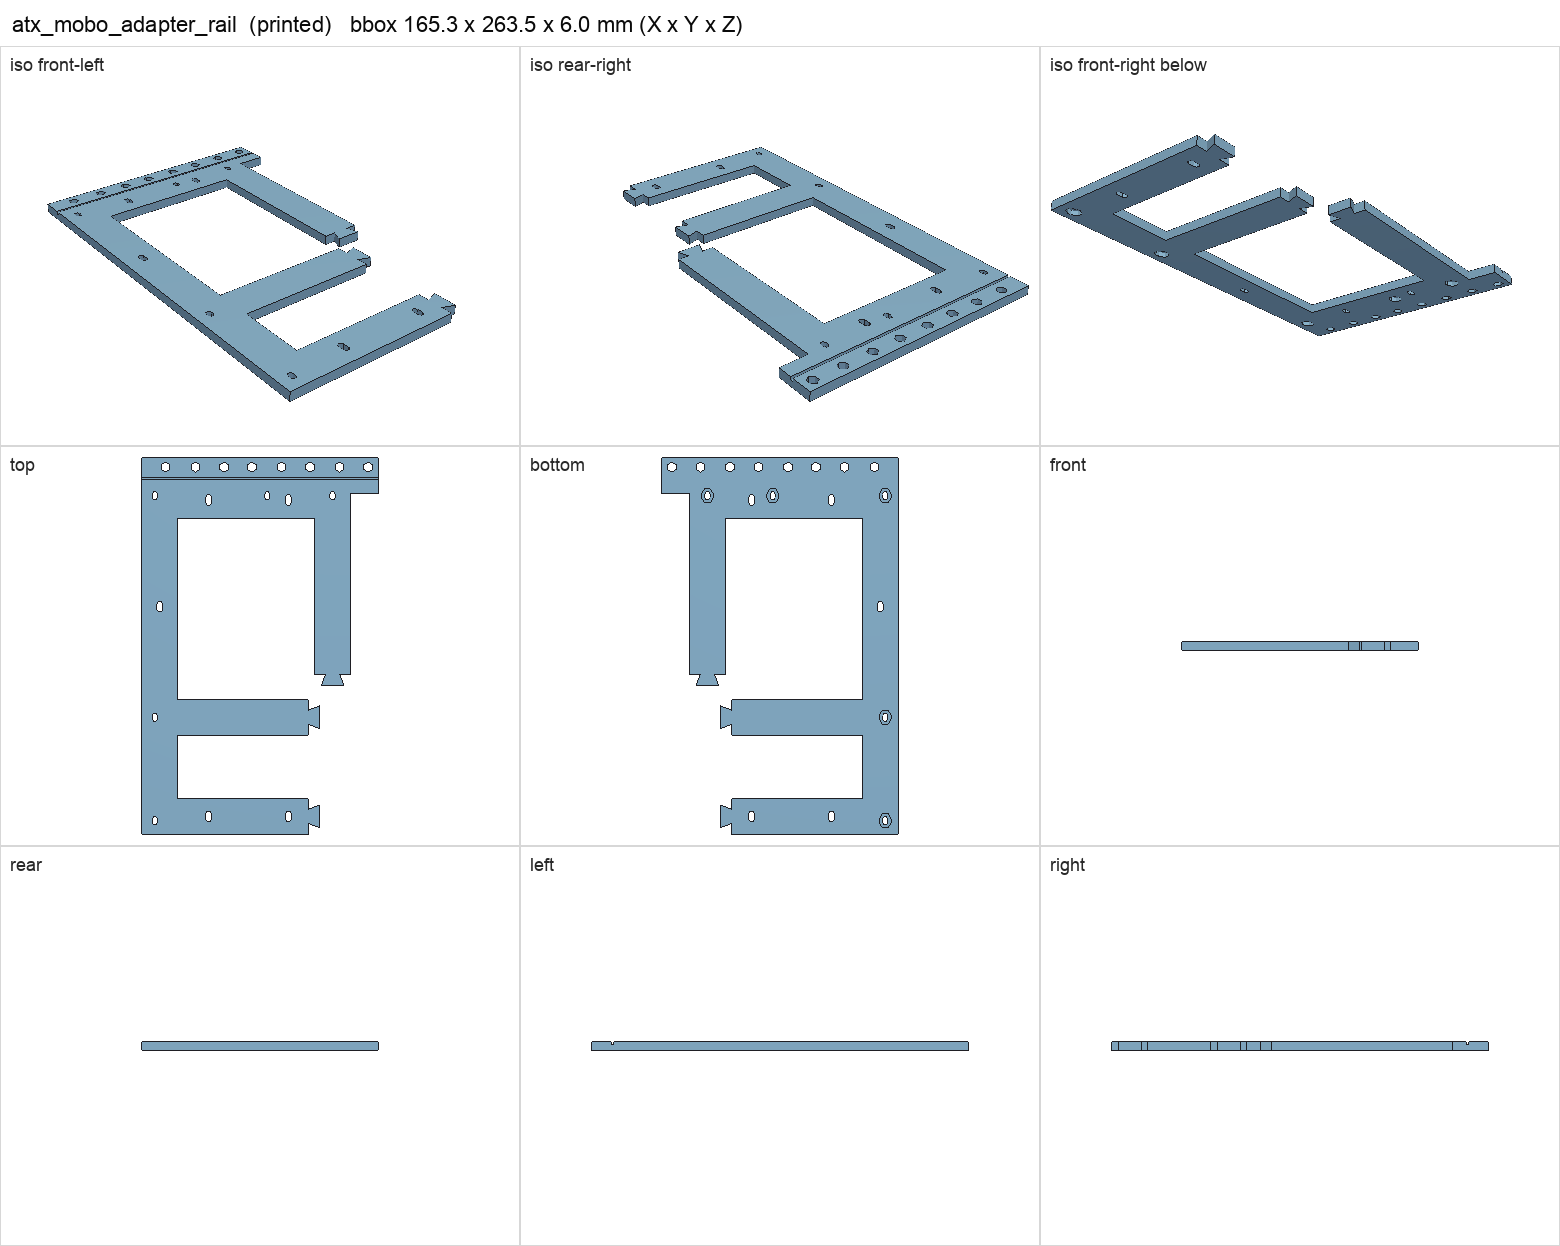 atx_mobo_adapter_rail (printed) bbox 165.3 x 263.5 x 6.0 mm (X x Y x Z)
iso front-left
iso rear-right
iso front-right below
top
bottom
front
rear
left
right